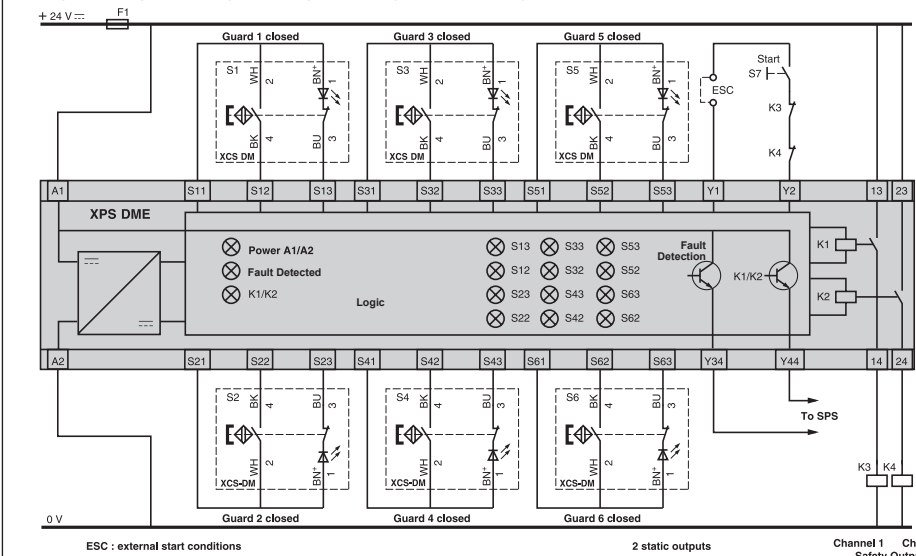 + 24 V
F1
Guard 1 closed
Guard 3 closed
Guard 5 closed
S1
WH
2
BN+
1
BK
4
BU
3
XCS DM
S3
WH
2
BN+
1
BK
4
BU
3
XCS DM
S5
WH
2
BN+
1
BK
4
BU
3
XCS DM
ESC
Start
S7
K3
K4
A1
S11
S12
S13
S31
S32
S33
S51
S52
S53
Y1
Y2
13
23
XPS DME
Power A1/A2
Fault Detected
K1/K2
Logic
S13
S33
S53
S12
S32
S52
S23
S43
S63
S22
S42
S62
Fault
Detection
K1/K2
K1
K2
A2
S21
S22
S23
S41
S42
S43
S61
S62
S63
Y34
Y44
14
24
S2
BK
4
BU
3
WH
2
BN+
1
XCS-DM
S4
BK
4
BU
3
WH
2
BN+
1
XCS-DM
S6
BK
4
BU
3
WH
2
BN+
1
XCS-DM
To SPS
K3
K4
0 V
Guard 2 closed
Guard 4 closed
Guard 6 closed
ESC : external start conditions
2 static outputs
Channel 1 Ch
Safety Outp